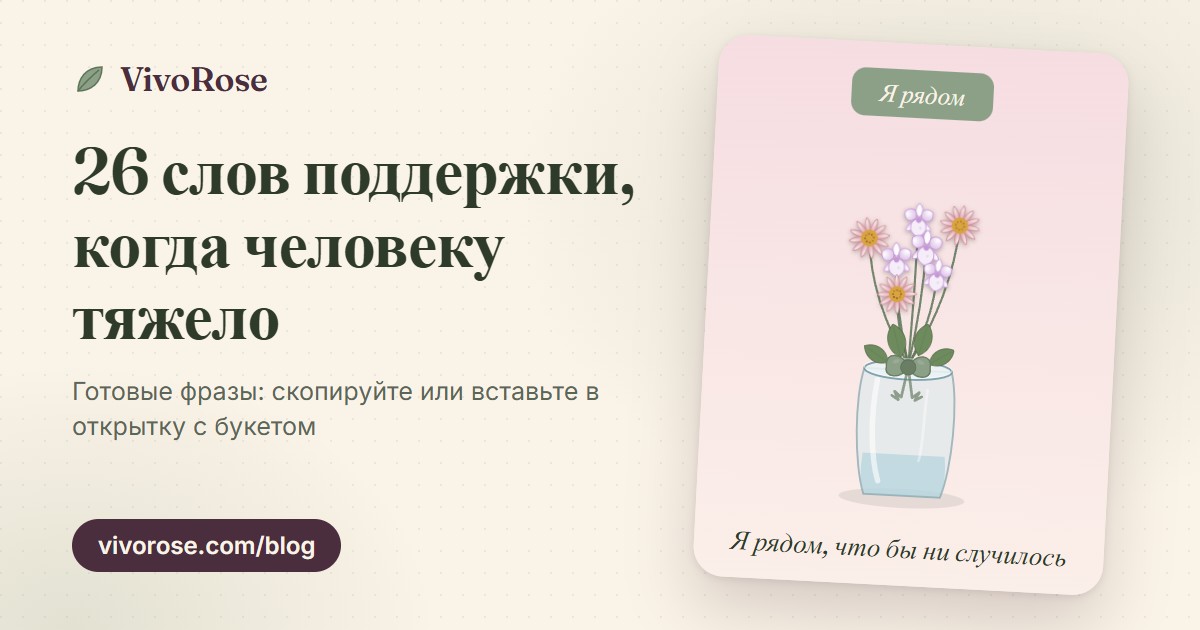 VivoRose
26 слов поддержки,
когда человеку
тяжело
Готовые фразы: скопируйте или вставьте в
открытку с букетом
vivorose.com/blog
Я рядом
Я рядом, что бы ни случилось